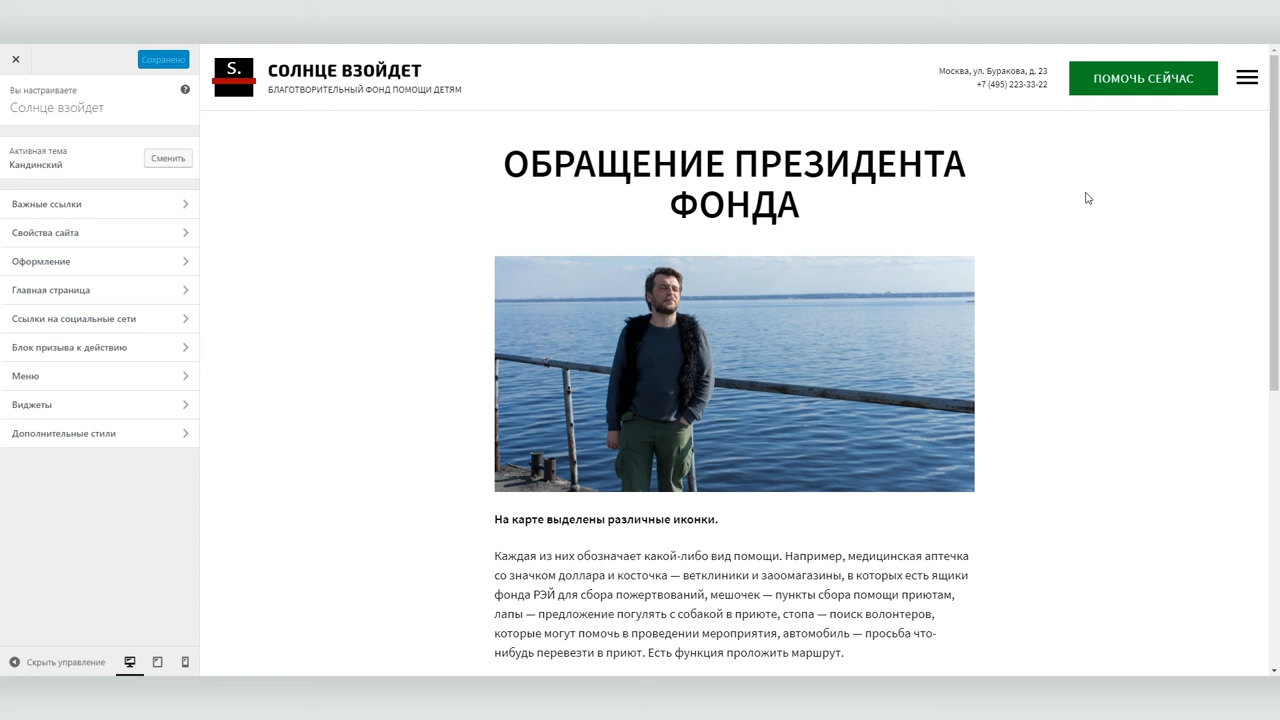 Сохранено
Вы настраиваете
Солнце взойдет
Активная тема
Кандинский
Сменить
Важные ссылки
Свойства сайта
Оформление
Главная страница
Ссылки на социальные сети
Блок призыва к действию
Меню
Виджеты
Дополнительные стили
Скрыть управление
S.
СОЛНЦЕ ВЗОЙДЕТ
БЛАГОТВОРИТЕЛЬНЫЙ ФОНД ПОМОЩИ ДЕТЯМ
Москва, ул. Буракова, д. 23
+7 (495) 223-33-22
ПОМОЧЬ СЕЙЧАС
ОБРАЩЕНИЕ ПРЕЗИДЕНТА
ФОНДА
На карте выделены различные иконки.
Каждая из них обозначает какой-либо вид помощи. Например, медицинская аптечка
со значком доллара и косточка — ветклиники и заоомагазины, в которых есть ящики
фонда РЭЙ для сбора пожертвований, мешочек — пункты сбора помощи приютам,
лапы — предложение погулять с собакой в приюте, стопа — поиск волонтеров,
которые могут помочь в проведении мероприятия, автомобиль — просьба что-
нибудь перевезти в приют. Есть функция проложить маршрут.